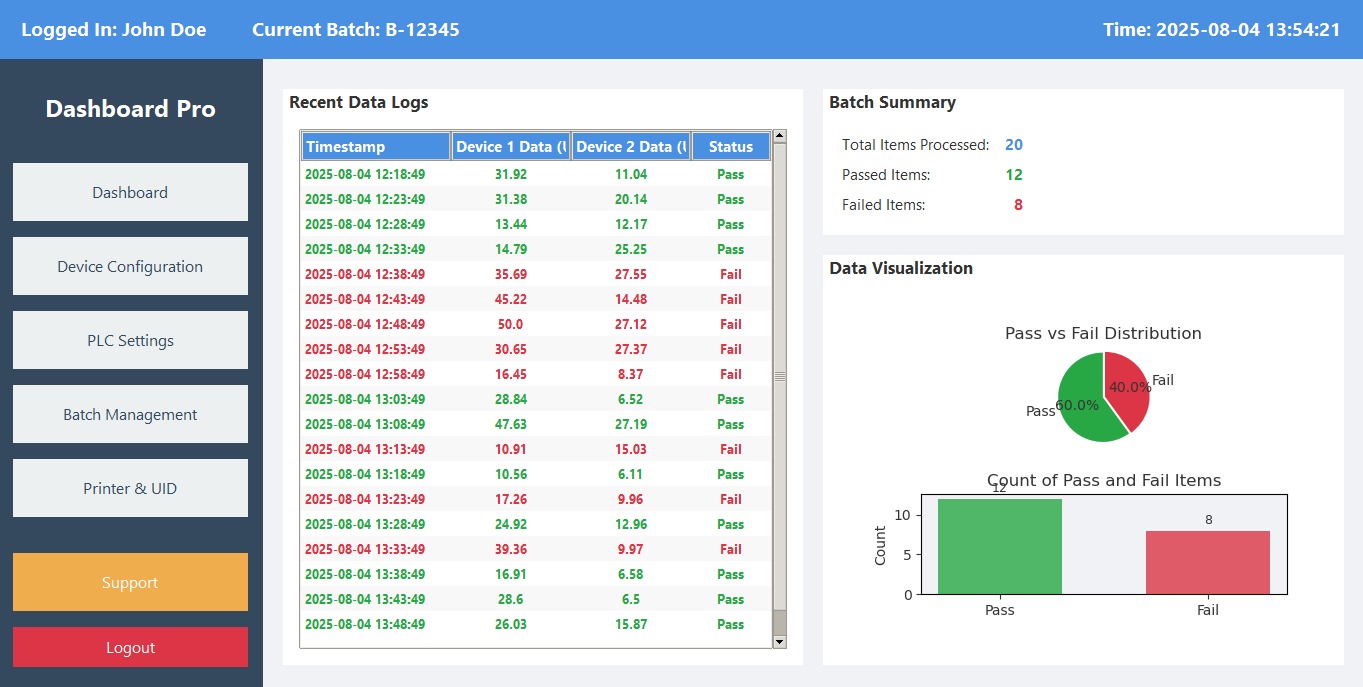 Logged In: John Doe Current Batch: B-12345 Time: 2025-08-04 13:54:21
Dashboard Pro
Dashboard
Device Configuration
PLC Settings
Batch Management
Printer & UID
Support
Logout
Recent Data Logs
Timestamp Device 1 Data (U Device 2 Data (U Status
2025-08-04 12:18:49 31.92 11.04 Pass
2025-08-04 12:23:49 31.38 20.14 Pass
2025-08-04 12:28:49 13.44 12.17 Pass
2025-08-04 12:33:49 14.79 25.25 Pass
2025-08-04 12:38:49 35.69 27.55 Fail
2025-08-04 12:43:49 45.22 14.48 Fail
2025-08-04 12:48:49 50.0 27.12 Fail
2025-08-04 12:53:49 30.65 27.37 Fail
2025-08-04 12:58:49 16.45 8.37 Fail
2025-08-04 13:03:49 28.84 6.52 Pass
2025-08-04 13:08:49 47.63 27.19 Pass
2025-08-04 13:13:49 10.91 15.03 Fail
2025-08-04 13:18:49 10.56 6.11 Pass
2025-08-04 13:23:49 17.26 9.96 Fail
2025-08-04 13:28:49 24.92 12.96 Pass
2025-08-04 13:33:49 39.36 9.97 Fail
2025-08-04 13:38:49 16.91 6.58 Pass
2025-08-04 13:43:49 28.6 6.5 Pass
2025-08-04 13:48:49 26.03 15.87 Pass
Batch Summary
Total Items Processed: 20
Passed Items: 12
Failed Items: 8
Data Visualization
Pass vs Fail Distribution
40.0% Fail
Pass 60.0%
Count of Pass and Fail Items
12
8
Count
10
5
0
Pass Fail